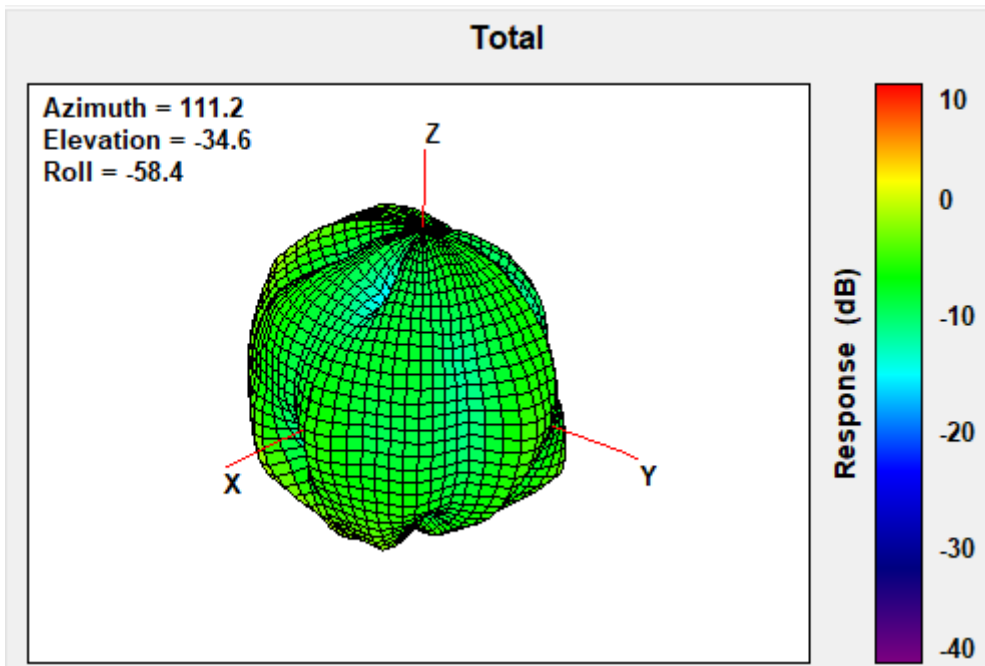 Total
Azimuth = 111.2
Elevation = -34.6
Roll = -58.4
Z
X
Y
10
0
-10
-20
-30
-40
Response (dB)